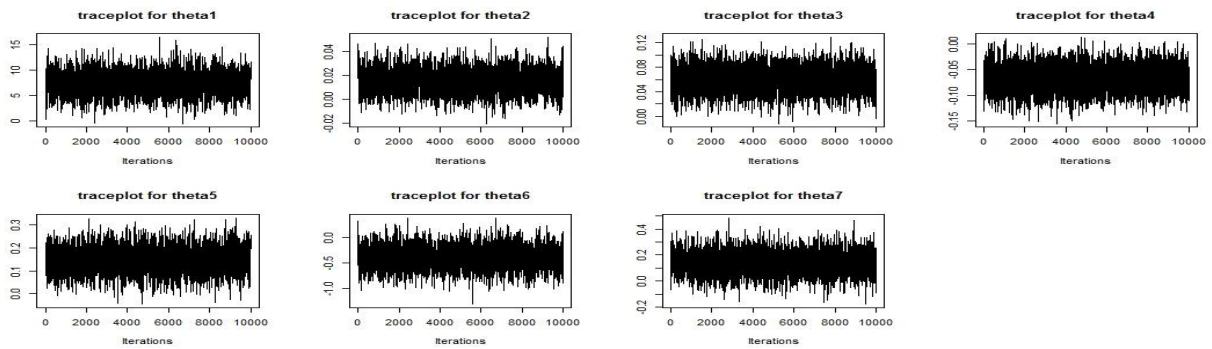 traceplot for theta1
15
10
5
0
0 2000 4000 6000 8000 10000
Iterations
traceplot for theta2
0.04
0.02
0.00
-0.02
0 2000 4000 6000 8000 10000
Iterations
traceplot for theta3
0.12
0.08
0.04
0.00
0 2000 4000 6000 8000 10000
Iterations
traceplot for theta4
0.00
-0.05
-0.10
-0.15
0 2000 4000 6000 8000 10000
Iterations
traceplot for theta5
0.3
0.2
0.1
0.0
0 2000 4000 6000 8000 10000
Iterations
traceplot for theta6
0.0
-0.5
-1.0
0 2000 4000 6000 8000 10000
Iterations
traceplot for theta7
0.4
0.2
0.0
-0.2
0 2000 4000 6000 8000 10000
Iterations